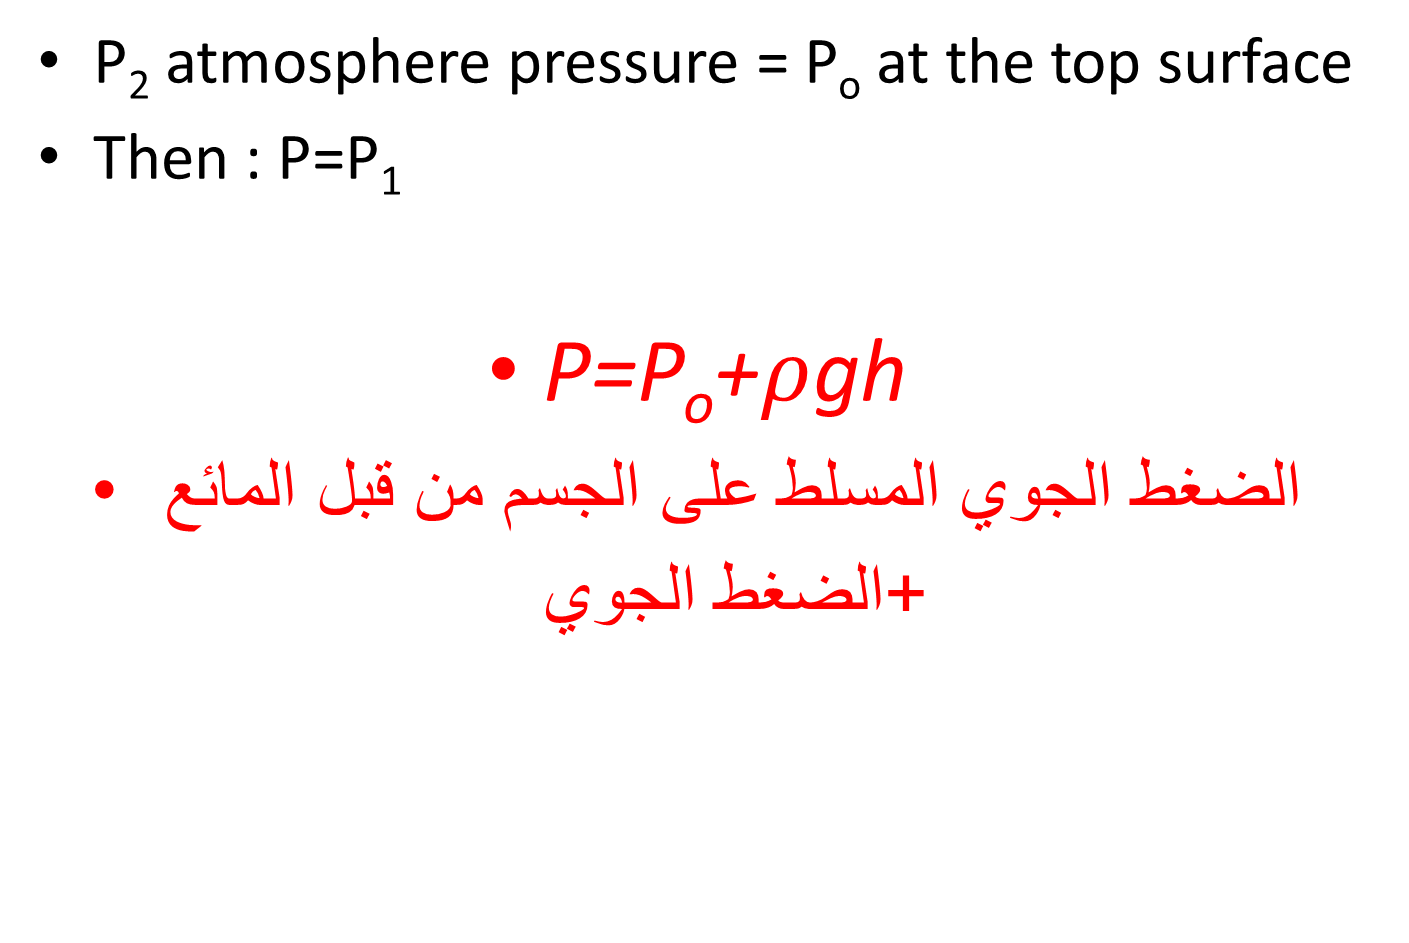 • P₂ atmosphere pressure = Pₒ at the top surface
• Then : P=P₁
• P=Pₒ+ρgh
• الضغط الجوي المسلط على الجسم من قبل المائع
+الضغط الجوي